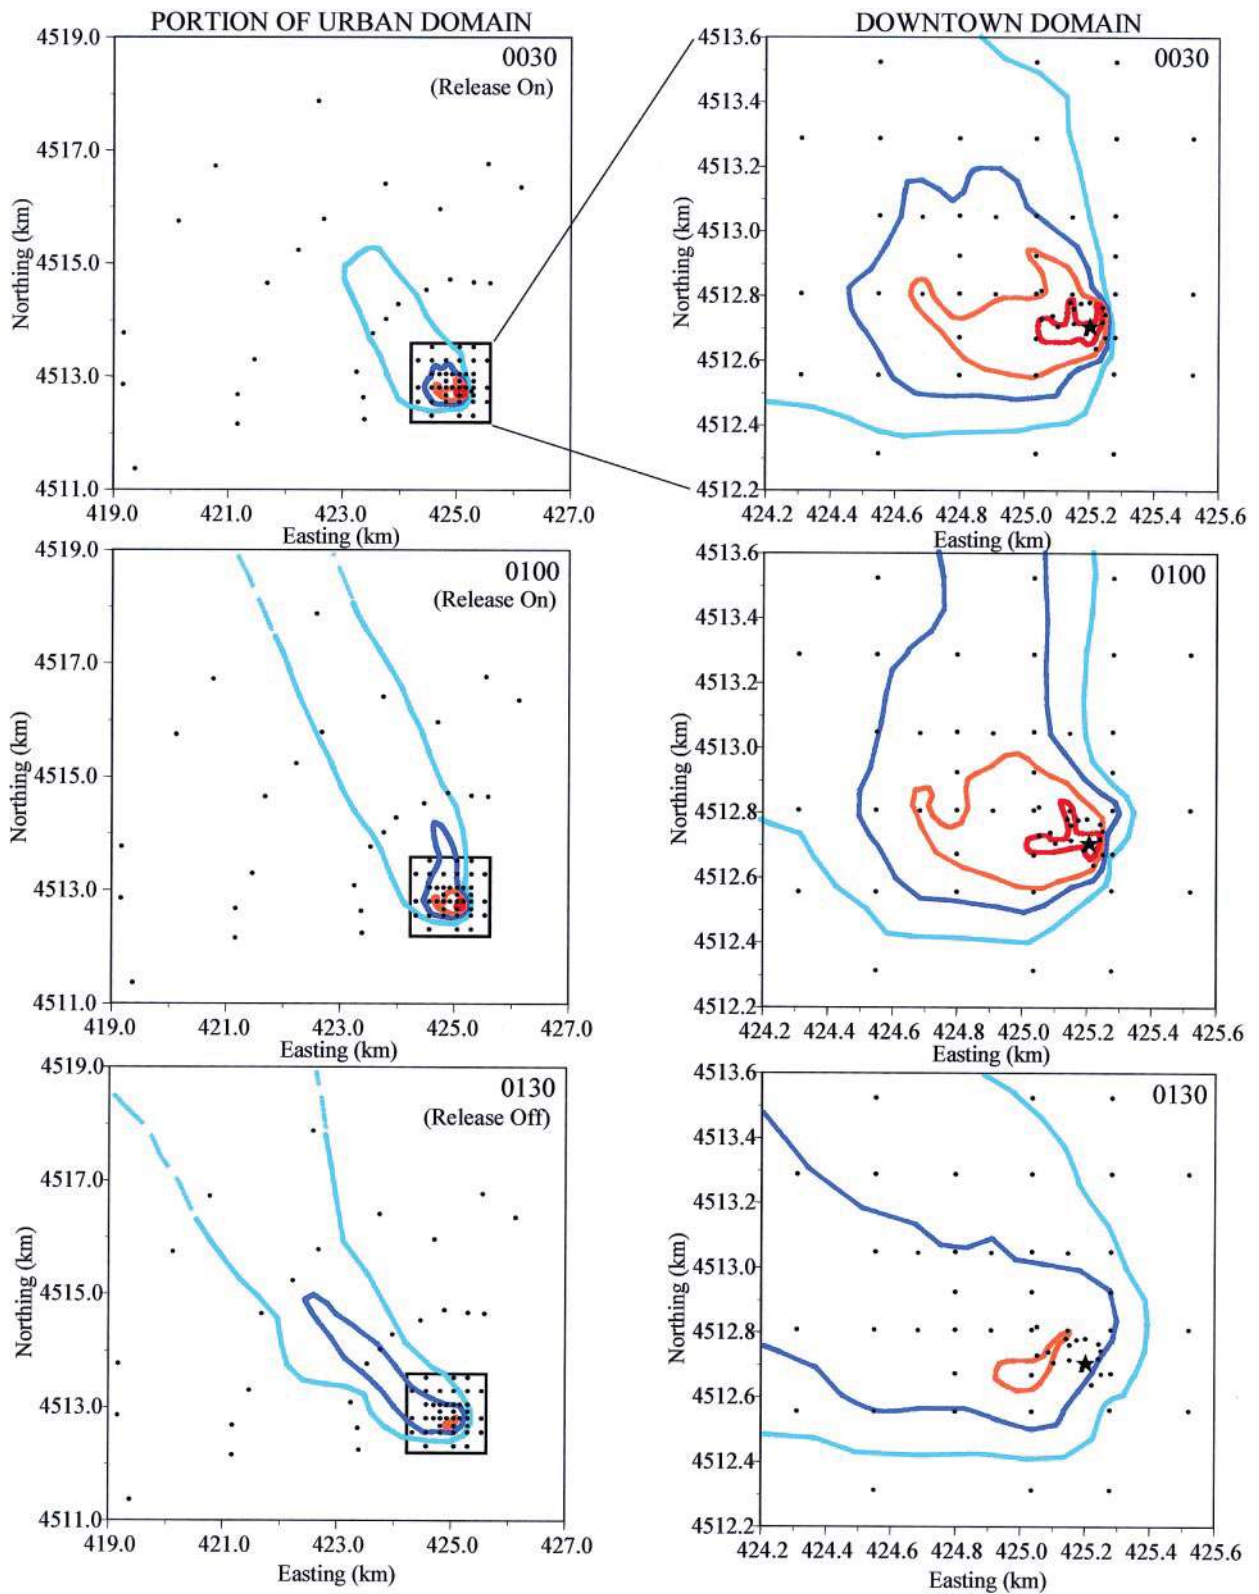 PORTION OF URBAN DOMAIN
DOWNTOWN DOMAIN
4519.0
4517.0
4515.0
4513.0
4511.0
Northing (km)
0030
(Release On)
419.0 421.0 423.0 425.0 427.0
Easting (km)
4513.6
4513.4
4513.2
4513.0
4512.8
4512.6
4512.4
4512.2
Northing (km)
0030
424.2 424.4 424.6 424.8 425.0 425.2 425.4 425.6
Easting (km)
4519.0
4517.0
4515.0
4513.0
4511.0
Northing (km)
0100
(Release On)
419.0 421.0 423.0 425.0 427.0
Easting (km)
4513.6
4513.4
4513.2
4513.0
4512.8
4512.6
4512.4
4512.2
Northing (km)
0100
424.2 424.4 424.6 424.8 425.0 425.2 425.4 425.6
Easting (km)
4519.0
4517.0
4515.0
4513.0
4511.0
Northing (km)
0130
(Release Off)
419.0 421.0 423.0 425.0 427.0
Easting (km)
4513.6
4513.4
4513.2
4513.0
4512.8
4512.6
4512.4
4512.2
Northing (km)
0130
424.2 424.4 424.6 424.8 425.0 425.2 425.4 425.6
Easting (km)